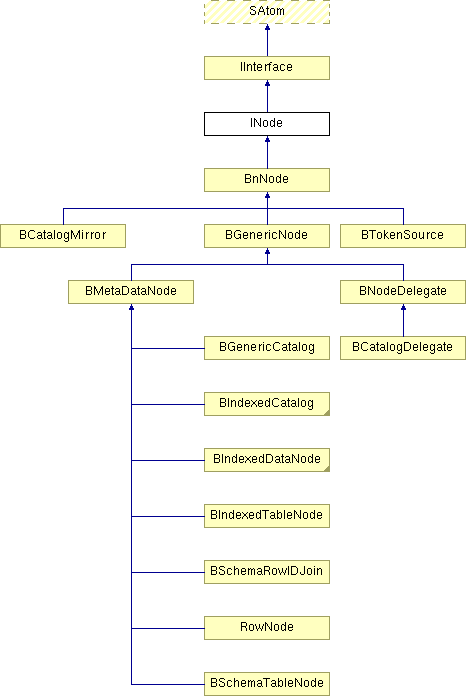 SAtom
IInterface
INode
BnNode
BCatalogMirror
BGenericNode
BTokenSource
BMetaDataNode
BNodeDelegate
BGenericCatalog
BCatalogDelegate
BIndexedCatalog
BIndexedDataNode
BIndexedTableNode
BSchemaRowIDJoin
RowNode
BSchemaTableNode